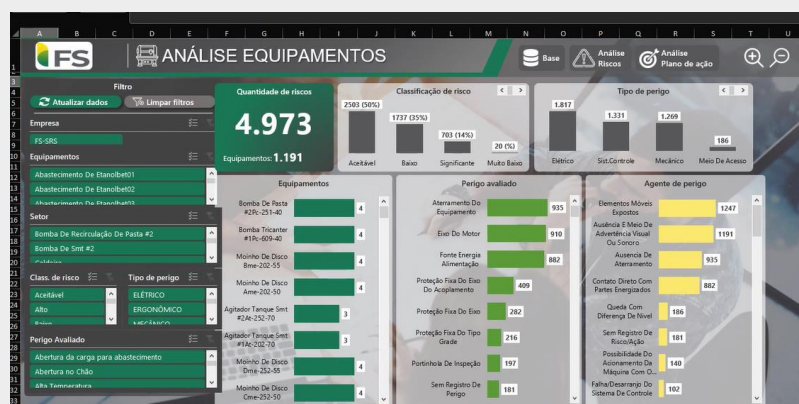 A B C D E F G H I J K L M N O P Q R S T U
FS
ANÁLISE EQUIPAMENTOS
Base
Análise
Riscos
Análise
Plano de ação
Filtro
Atualizar dados
Limpar filtros
Empresa
FS-SRS
Equipamentos
Abastecimento De Etanolbet01
Abastecimento De Etanolbet02
Abastecimento De Etanolbet03
Setor
Bomba De Recirculação De Pasta #2
Bomba De Smt #2
Caldeira
Class. de risco
Aceitável
Alto
Baixo
Tipo de perigo
ELÉTRICO
ERGONÔMICO
MECÂNICO
Perigo Avaliado
Abertura da carga para abastecimento
Abertura no Chão
Alta Temperatura
Quantidade de riscos
4.973
Equipamentos: 1.191
Classificação de risco
2503 (50%)
1737 (35%)
703 (14%)
20 (%)
Aceitável
Baixo
Significante
Muito Baixo
Tipo de perigo
1.817
1.331
1.269
186
Elétrico
Sist.Controle
Mecânico
Meio De Acesso
Equipamentos
Bomba De Pasta
#2Pc-251-40
4
Bomba Tricanter
#1Pc-609-40
4
Moinho De Disco
Bme-202-55
4
Moinho De Disco
Ame-202-50
4
Agitador Tanque Smt
#2At-252-70
3
Agitador Tanque Smt
#1At-202-70
3
Moinho De Disco
Dme-252-55
4
Moinho De Disco
Cme-252-50
4
Perigo avaliado
Aterramento Do
Equipamento
935
Eixo Do Motor
910
Fonte Energia
Alimentação
882
Proteção Fixa Do Eixo
Do Acoplamento
409
Proteção Fixa Do Eixo
282
Proteção Fixa Do Tipo
Grade
216
Portinhola De Inspeção
197
Sem Registro De
Perigo
181
Agente de perigo
Elementos Móveis
Expostos
1247
Ausência E Meio De
Advertência Visual
Ou Sonoro
1191
Ausencia De
Aterramento
935
Contato Direto Com
Partes Energizados
882
Queda Com
Diferença De Nivel
186
Sem Registro De
Risco/Ação
181
Possibilidade Do
Acionamento Da
Máquina Com O...
140
Falha/Desarranjo Do
Sistema De Controle
102